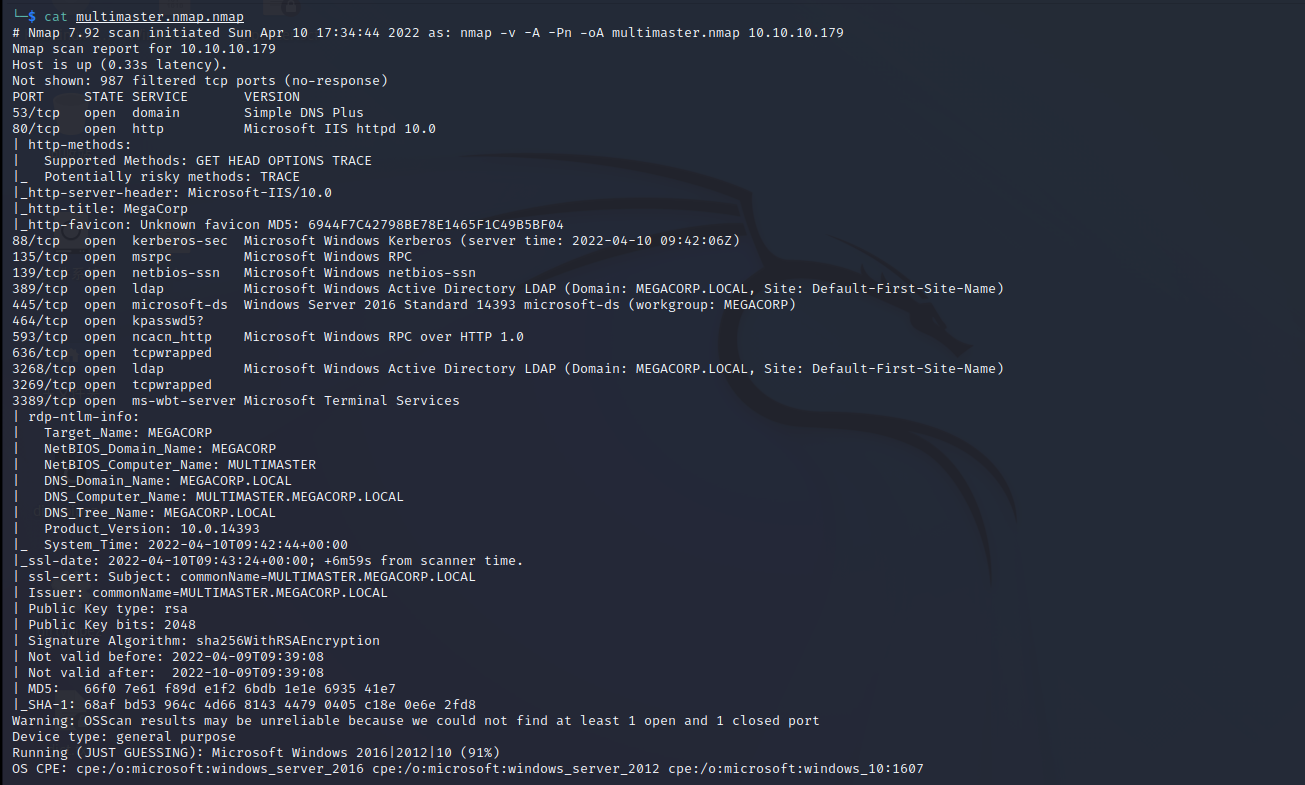 └─$ cat multimaster.nmap.nmap
# Nmap 7.92 scan initiated Sun Apr 10 17:34:44 2022 as: nmap -v -A -Pn -oA multimaster.nmap 10.10.10.179
Nmap scan report for 10.10.10.179
Host is up (0.33s latency).
Not shown: 987 filtered tcp ports (no-response)
PORT     STATE SERVICE       VERSION
53/tcp   open  domain        Simple DNS Plus
80/tcp   open  http          Microsoft IIS httpd 10.0
| http-methods:
|   Supported Methods: GET HEAD OPTIONS TRACE
|_  Potentially risky methods: TRACE
|_http-server-header: Microsoft-IIS/10.0
|_http-title: MegaCorp
|_http-favicon: Unknown favicon MD5: 6944F7C42798BE78E1465F1C49B5BF04
88/tcp   open  kerberos-sec  Microsoft Windows Kerberos (server time: 2022-04-10 09:42:06Z)
135/tcp  open  msrpc         Microsoft Windows RPC
139/tcp  open  netbios-ssn   Microsoft Windows netbios-ssn
389/tcp  open  ldap          Microsoft Windows Active Directory LDAP (Domain: MEGACORP.LOCAL, Site: Default-First-Site-Name)
445/tcp  open  microsoft-ds  Windows Server 2016 Standard 14393 microsoft-ds (workgroup: MEGACORP)
464/tcp  open  kpasswd5?
593/tcp  open  ncacn_http    Microsoft Windows RPC over HTTP 1.0
636/tcp  open  tcpwrapped
3268/tcp open  ldap          Microsoft Windows Active Directory LDAP (Domain: MEGACORP.LOCAL, Site: Default-First-Site-Name)
3269/tcp open  tcpwrapped
3389/tcp open  ms-wbt-server Microsoft Terminal Services
| rdp-ntlm-info:
|   Target_Name: MEGACORP
|   NetBIOS_Domain_Name: MEGACORP
|   NetBIOS_Computer_Name: MULTIMASTER
|   DNS_Domain_Name: MEGACORP.LOCAL
|   DNS_Computer_Name: MULTIMASTER.MEGACORP.LOCAL
|   DNS_Tree_Name: MEGACORP.LOCAL
|   Product_Version: 10.0.14393
|_  System_Time: 2022-04-10T09:42:44+00:00
|_ssl-date: 2022-04-10T09:43:24+00:00; +6m59s from scanner time.
| ssl-cert: Subject: commonName=MULTIMASTER.MEGACORP.LOCAL
| Issuer: commonName=MULTIMASTER.MEGACORP.LOCAL
| Public Key type: rsa
| Public Key bits: 2048
| Signature Algorithm: sha256WithRSAEncryption
| Not valid before: 2022-04-09T09:39:08
| Not valid after:  2022-10-09T09:39:08
| MD5:   66f0 7e61 f89d e1f2 6bdb 1e1e 6935 41e7
|_SHA-1: 68af bd53 964c 4d66 8143 4479 0405 c18e 0e6e 2fd8
Warning: OSScan results may be unreliable because we could not find at least 1 open and 1 closed port
Device type: general purpose
Running (JUST GUESSING): Microsoft Windows 2016|2012|10 (91%)
OS CPE: cpe:/o:microsoft:windows_server_2016 cpe:/o:microsoft:windows_server_2012 cpe:/o:microsoft:windows_10:1607